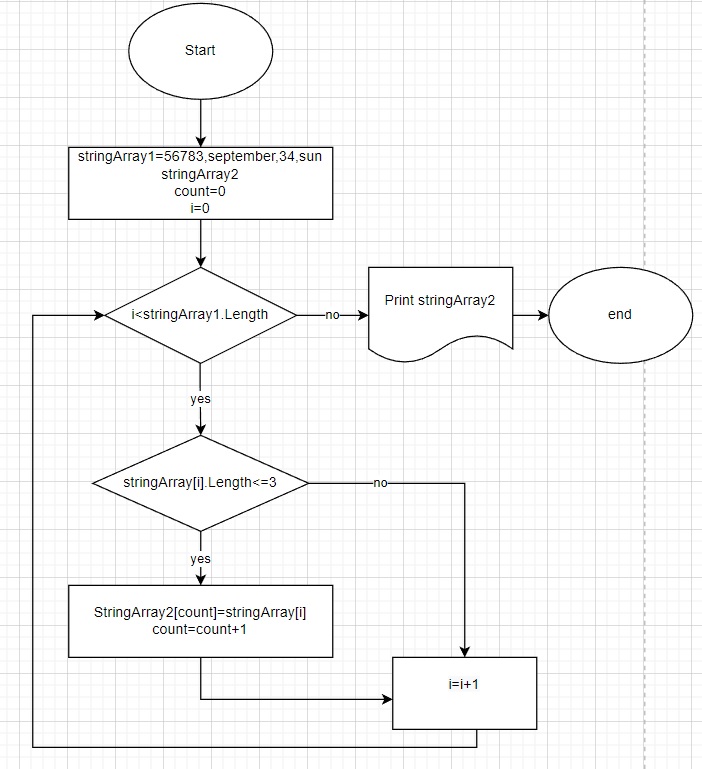 Start
stringArray1=56783,september,34,sun
stringArray2
count=0
i=0
i<stringArray1.Length
no
Print stringArray2
end
yes
stringArray[i].Length<=3
no
yes
StringArray2[count]=stringArray[i]
count=count+1
i=i+1